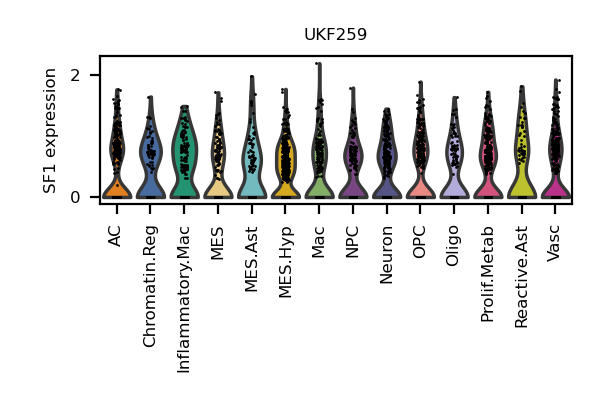 UKF259
SF1 expression
2
0
AC
Chromatin.Reg
Inflammatory.Mac
MES
MES.Ast
MES.Hyp
Mac
NPC
Neuron
OPC
Oligo
Prolif.Metab
Reactive.Ast
Vasc